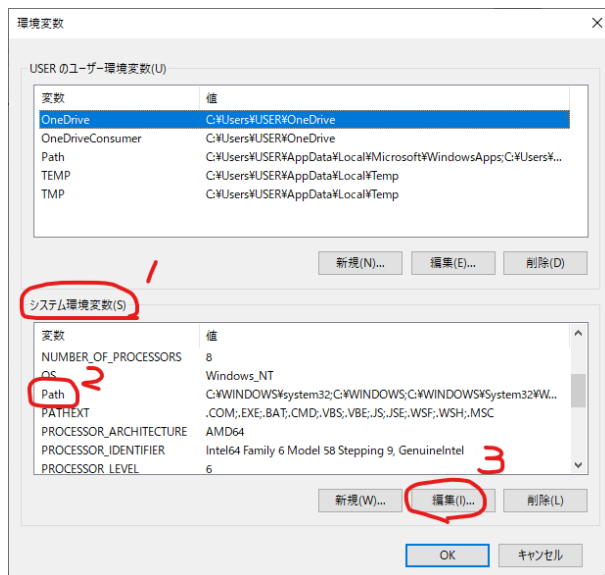 環境変数
USER のユーザー環境変数(U)
変数 値
OneDrive C:¥Users¥USER¥OneDrive
OneDriveConsumer C:¥Users¥USER¥OneDrive
Path C:¥Users¥USER¥AppData¥Local¥Microsoft¥WindowsApps;C:¥Users¥...
TEMP C:¥Users¥USER¥AppData¥Local¥Temp
TMP C:¥Users¥USER¥AppData¥Local¥Temp
新規(N)... 編集(E)... 削除(D)
1
システム環境変数(S)
変数 値
NUMBER_OF_PROCESSORS 8
OS Windows_NT
2
Path C:¥WINDOWS¥system32;C:¥WINDOWS;C:¥WINDOWS¥System32¥W...
PATHEXT .COM;.EXE;.BAT;.CMD;.VBS;.VBE;.JS;.JSE;.WSF;.WSH;.MSC
PROCESSOR_ARCHITECTURE AMD64
PROCESSOR_IDENTIFIER Intel64 Family 6 Model 58 Stepping 9, GenuineIntel
PROCESSOR_LEVEL 6
3
新規(W)... 編集(I)... 削除(L)
OK キャンセル